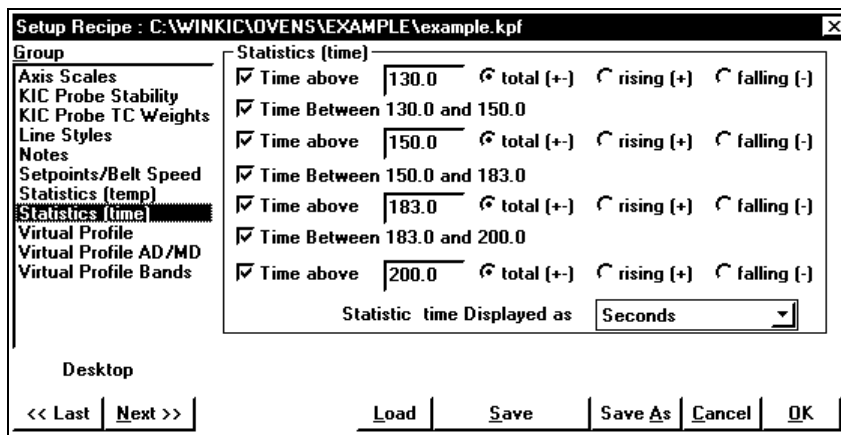 Setup Recipe : C:\WINKIC\OVENS\EXAMPLE\example.kpf
Group
Axis Scales
KIC Probe Stability
KIC Probe TC Weights
Line Styles
Notes
Setpoints/Belt Speed
Statistics (temp)
Statistics (time)
Virtual Profile
Virtual Profile AD/MD
Virtual Profile Bands
Statistics (time)
Time above 130.0 total (+-) rising (+) falling (-)
Time Between 130.0 and 150.0
Time above 150.0 total (+-) rising (+) falling (-)
Time Between 150.0 and 183.0
Time above 183.0 total (+-) rising (+) falling (-)
Time Between 183.0 and 200.0
Time above 200.0 total (+-) rising (+) falling (-)
Statistic time Displayed as Seconds
Desktop
<< Last Next >> Load Save Save As Cancel OK